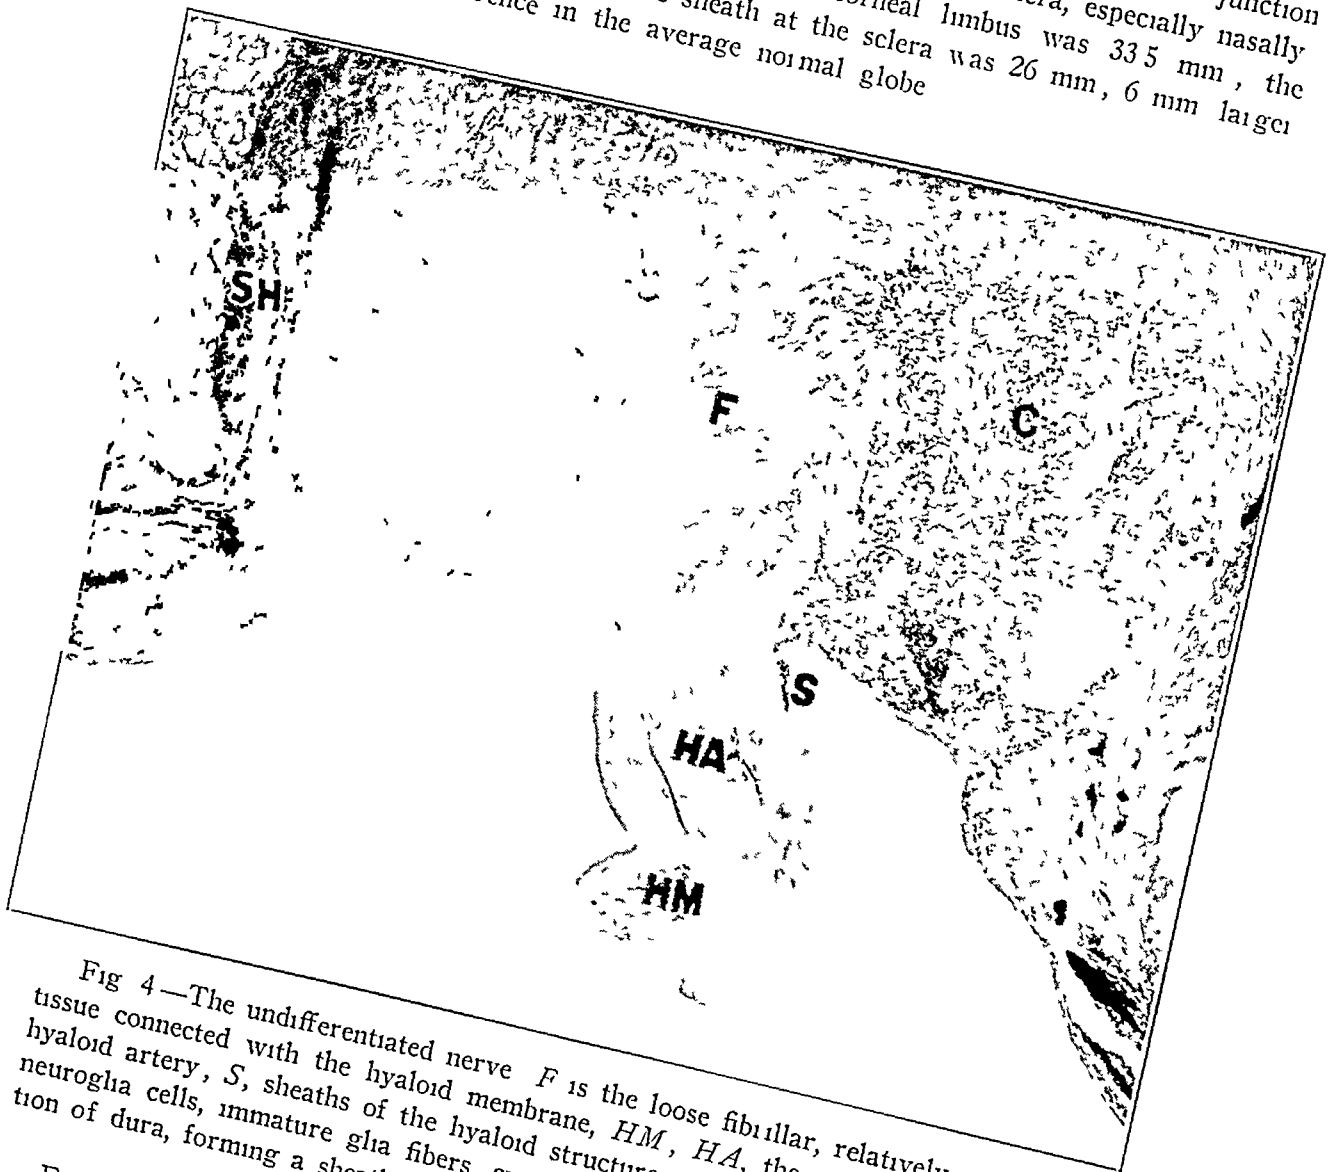 junction
especially nasally
limbus was 33 5 mm, the
sheath at the sclera was 26 mm, 6 mm larger
in the average normal globe
SH
F
C
S
HA
HM
Fig 4—The undifferentiated nerve F is the loose fibrillar, relatively
tissue connected with the hyaloid membrane, HM, HA, the
hyaloid artery, S, sheaths of the hyaloid
neuroglia cells, immature glia fibers
tion of dura, forming a